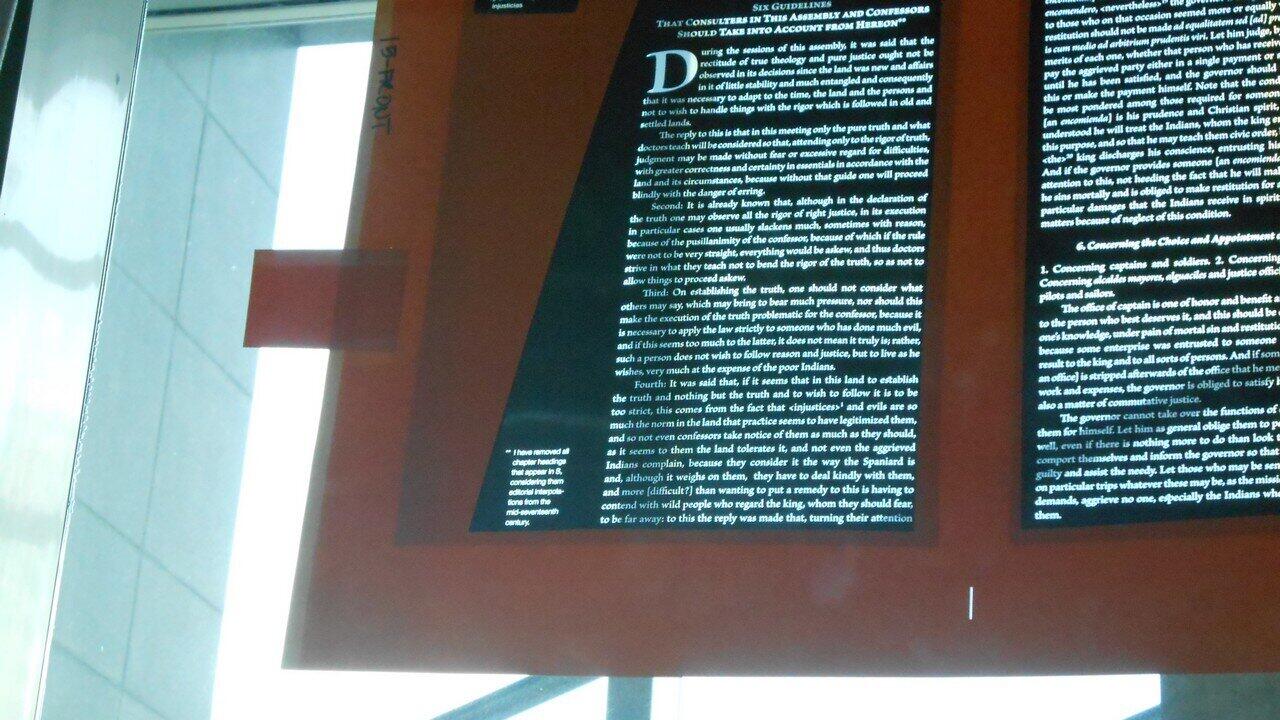 injusticias
SIX GUIDELINES
THAT CONSULTERS IN THIS ASSEMBLY AND CONFESSORS
SHOULD TAKE INTO ACCOUNT FROM HEREON**
During the sessions of this assembly, it was said that the
rectitude of true theology and pure justice ought not be
observed in its decisions since the land was new and affairs
in it of little stability and much entangled and consequently
that it was necessary to adapt to the time, the land and the persons and
not to wish to handle things with the rigor which is followed in old and
settled lands.
The reply to this is that in this meeting only the pure truth and what
doctors teach will be considered so that, attending only to the rigor of truth,
judgment may be made without fear or excessive regard for difficulties,
with greater correctness and certainty in essentials in accordance with the
land and its circumstances, because without that guide one will proceed
blindly with the danger of erring.
Second: It is already known that, although in the declaration of
the truth one may observe all the rigor of right justice, in its execution
in particular cases one usually slackens much, sometimes with reason,
because of the pusillanimity of the confessor, because of which if the rule
were not to be very straight, everything would be askew, and thus doctors
strive in what they teach not to bend the rigor of the truth, so as not to
allow things to proceed askew.
Third: On establishing the truth, one should not consider what
others may say, which may bring to bear much pressure, nor should this
make the execution of the truth problematic for the confessor, because it
is necessary to apply the law strictly to someone who has done much evil,
and if this seems too much to the latter, it does not mean it truly is; rather,
such a person does not wish to follow reason and justice, but to live as he
wishes, very much at the expense of the poor Indians.
Fourth: It was said that, if it seems that in this land to establish
the truth and nothing but the truth and to wish to follow it is to be
too strict, this comes from the fact that <injustices> and evils are so
much the norm in the land that practice seems to have legitimized them,
and so not even confessors take notice of them as much as they should,
as it seems to them the land tolerates it, and not even the aggrieved
Indians complain, because they consider it the way the Spaniard is
and, although it weighs on them, they have to deal kindly with them,
and more [difficult?] than wanting to put a remedy to this is having to
contend with wild people who regard the king, whom they should fear,
to be far away: to this the reply was made that, turning their attention
** I have removed all
chapter headings
that appear in B,
considering them
editorial interpola-
tions from the
mid-seventeenth
century.
encomendero, <nevertheless> the governor
to those who on that occasion seemed more or equally
restitution should not be made ad equalitatem sed [ad]
is cum medio ad arbitrium prudentis viri. Let him judge,
merits of each one, whether that person who has
pay the aggrieved party either in a single payment or
until he has been satisfied, and the governor should
this or make the payment himself. Note that the
be most pondered among those required for someone
[an encomienda] is his prudence and Christian spirit,
understood he will treat the Indians, whom the king
this purpose, and so that he may teach them civic order,
<the> king discharges his conscience, entrusting
And if the governor provides someone [an
attention to this, not heeding the fact that he will
he sins mortally and is obliged to make restitution for
particular damages that the Indians receive in
matters because of neglect of this condition.
6. Concerning the Choice and Appointment
1. Concerning captains and soldiers. 2. Concerning
Concerning alcaldes mayores, alguaciles and justice
pilots and sailors.
The office of captain is one of honor and benefit
to the person who best deserves it, and this should be
one's knowledge, under pain of mortal sin and
because some enterprise was entrusted to someone
result to the king and to all sorts of persons. And if
an office] is stripped afterwards of the office that he
work and expenses, the governor is obliged to satisfy
also a matter of commutative justice.
The governor cannot take over the functions of
them for himself. Let him as general oblige them to
well, even if there is nothing more to do than look
comport themselves and inform the governor so that
guilty and assist the needy. Let those who may be
on particular trips whatever these may be, as the
demands, aggrieve no one, especially the Indians
them.